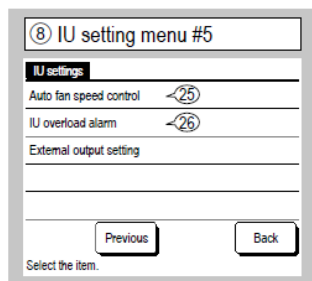 ⑧ IU setting menu #5
IU settings
Auto fan speed control ㉕
IU overload alarm ㉖
External output setting
Previous Back
Select the item.